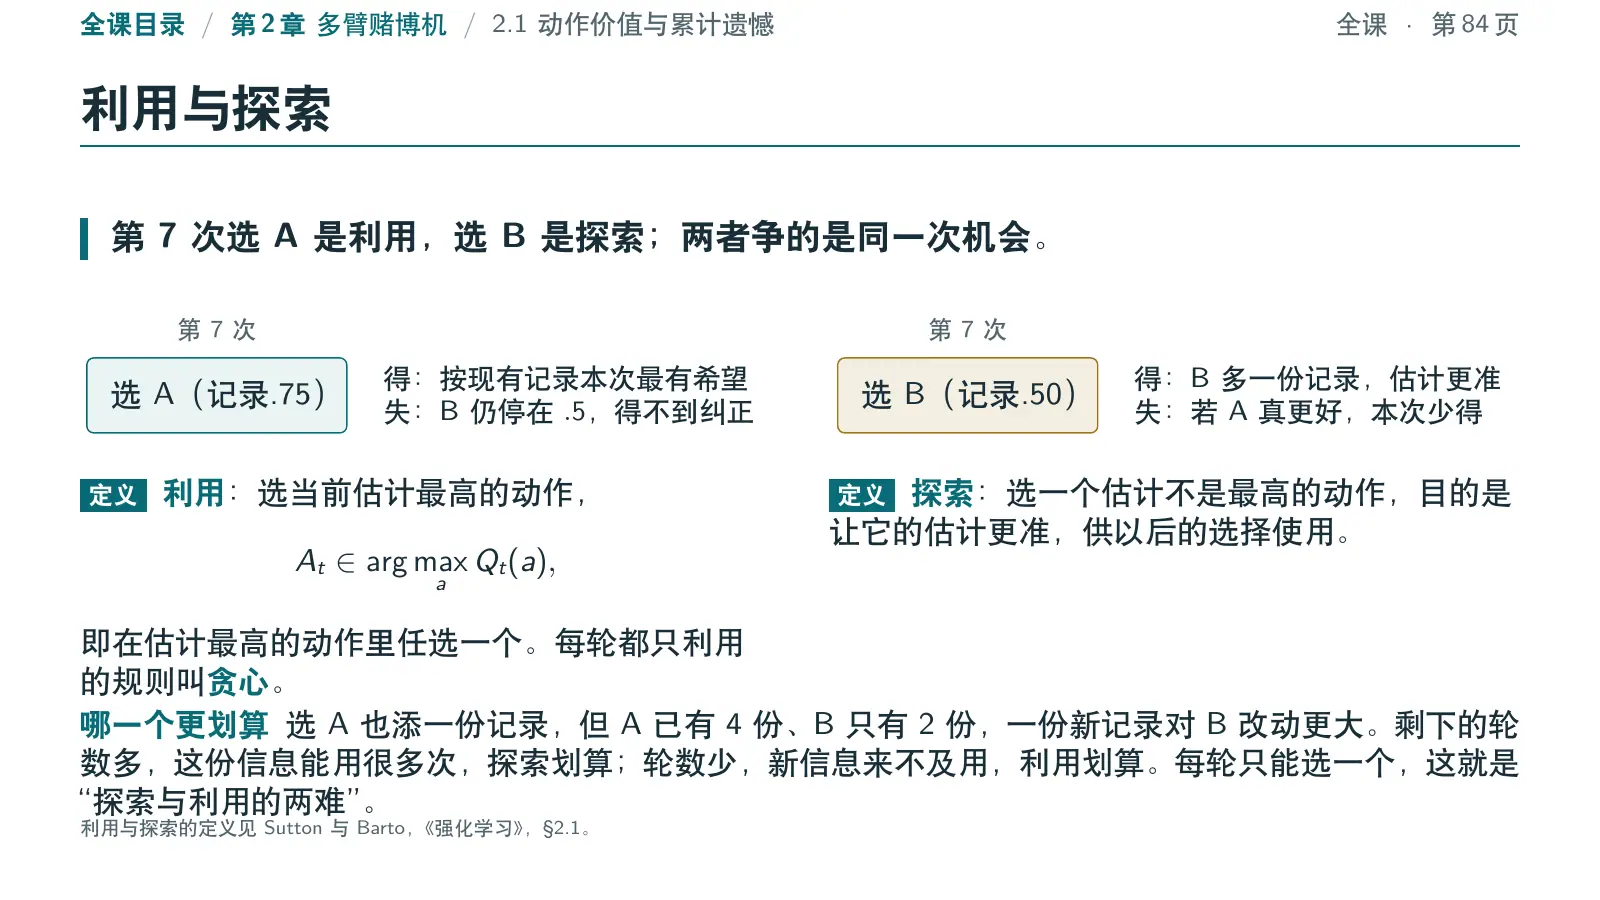 全课目录 / 第2章 多臂赌博机 / 2.1 动作价值与累计遗憾
全课 · 第84页
利用与探索
第 7 次选 A 是利用，选 B 是探索；两者争的是同一次机会。
第 7 次
选 A（记录.75）
得：按现有记录本次最有希望
失：B 仍停在 .5，得不到纠正
第 7 次
选 B（记录.50）
得：B 多一份记录，估计更准
失：若 A 真更好，本次少得
定义 利用：选当前估计最高的动作，
A_t ∈ arg max_a Q_t(a),
即在估计最高的动作里任选一个。每轮都只利用
的规则叫贪心。
定义 探索：选一个估计不是最高的动作，目的是
让它的估计更准，供以后的选择使用。
哪一个更划算 选 A 也添一份记录，但 A 已有 4 份、B 只有 2 份，一份新记录对 B 改动更大。剩下的轮
数多，这份信息能用很多次，探索划算；轮数少，新信息来不及用，利用划算。每轮只能选一个，这就是
“探索与利用的两难”。
利用与探索的定义见 Sutton 与 Barto，《强化学习》，§2.1。